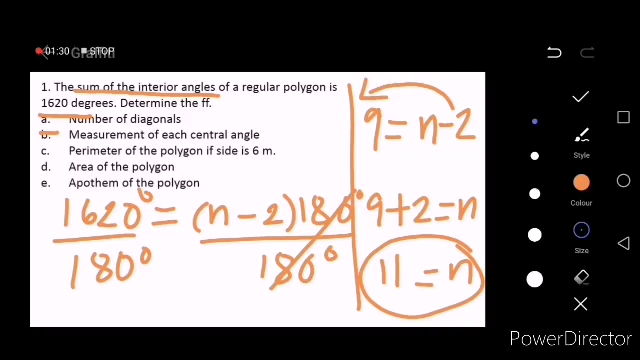 01:30 STOP Graffiti
1. The sum of the interior angles of a regular polygon is
1620 degrees. Determine the ff.
a. Number of diagonals
b. Measurement of each central angle
c. Perimeter of the polygon if side is 6 m.
d. Area of the polygon
e. Apothem of the polygon
1620° = (n-2)180°
180° 180°
9 = n-2
9+2=n
11 = n
Style
Colour
Size
PowerDirector